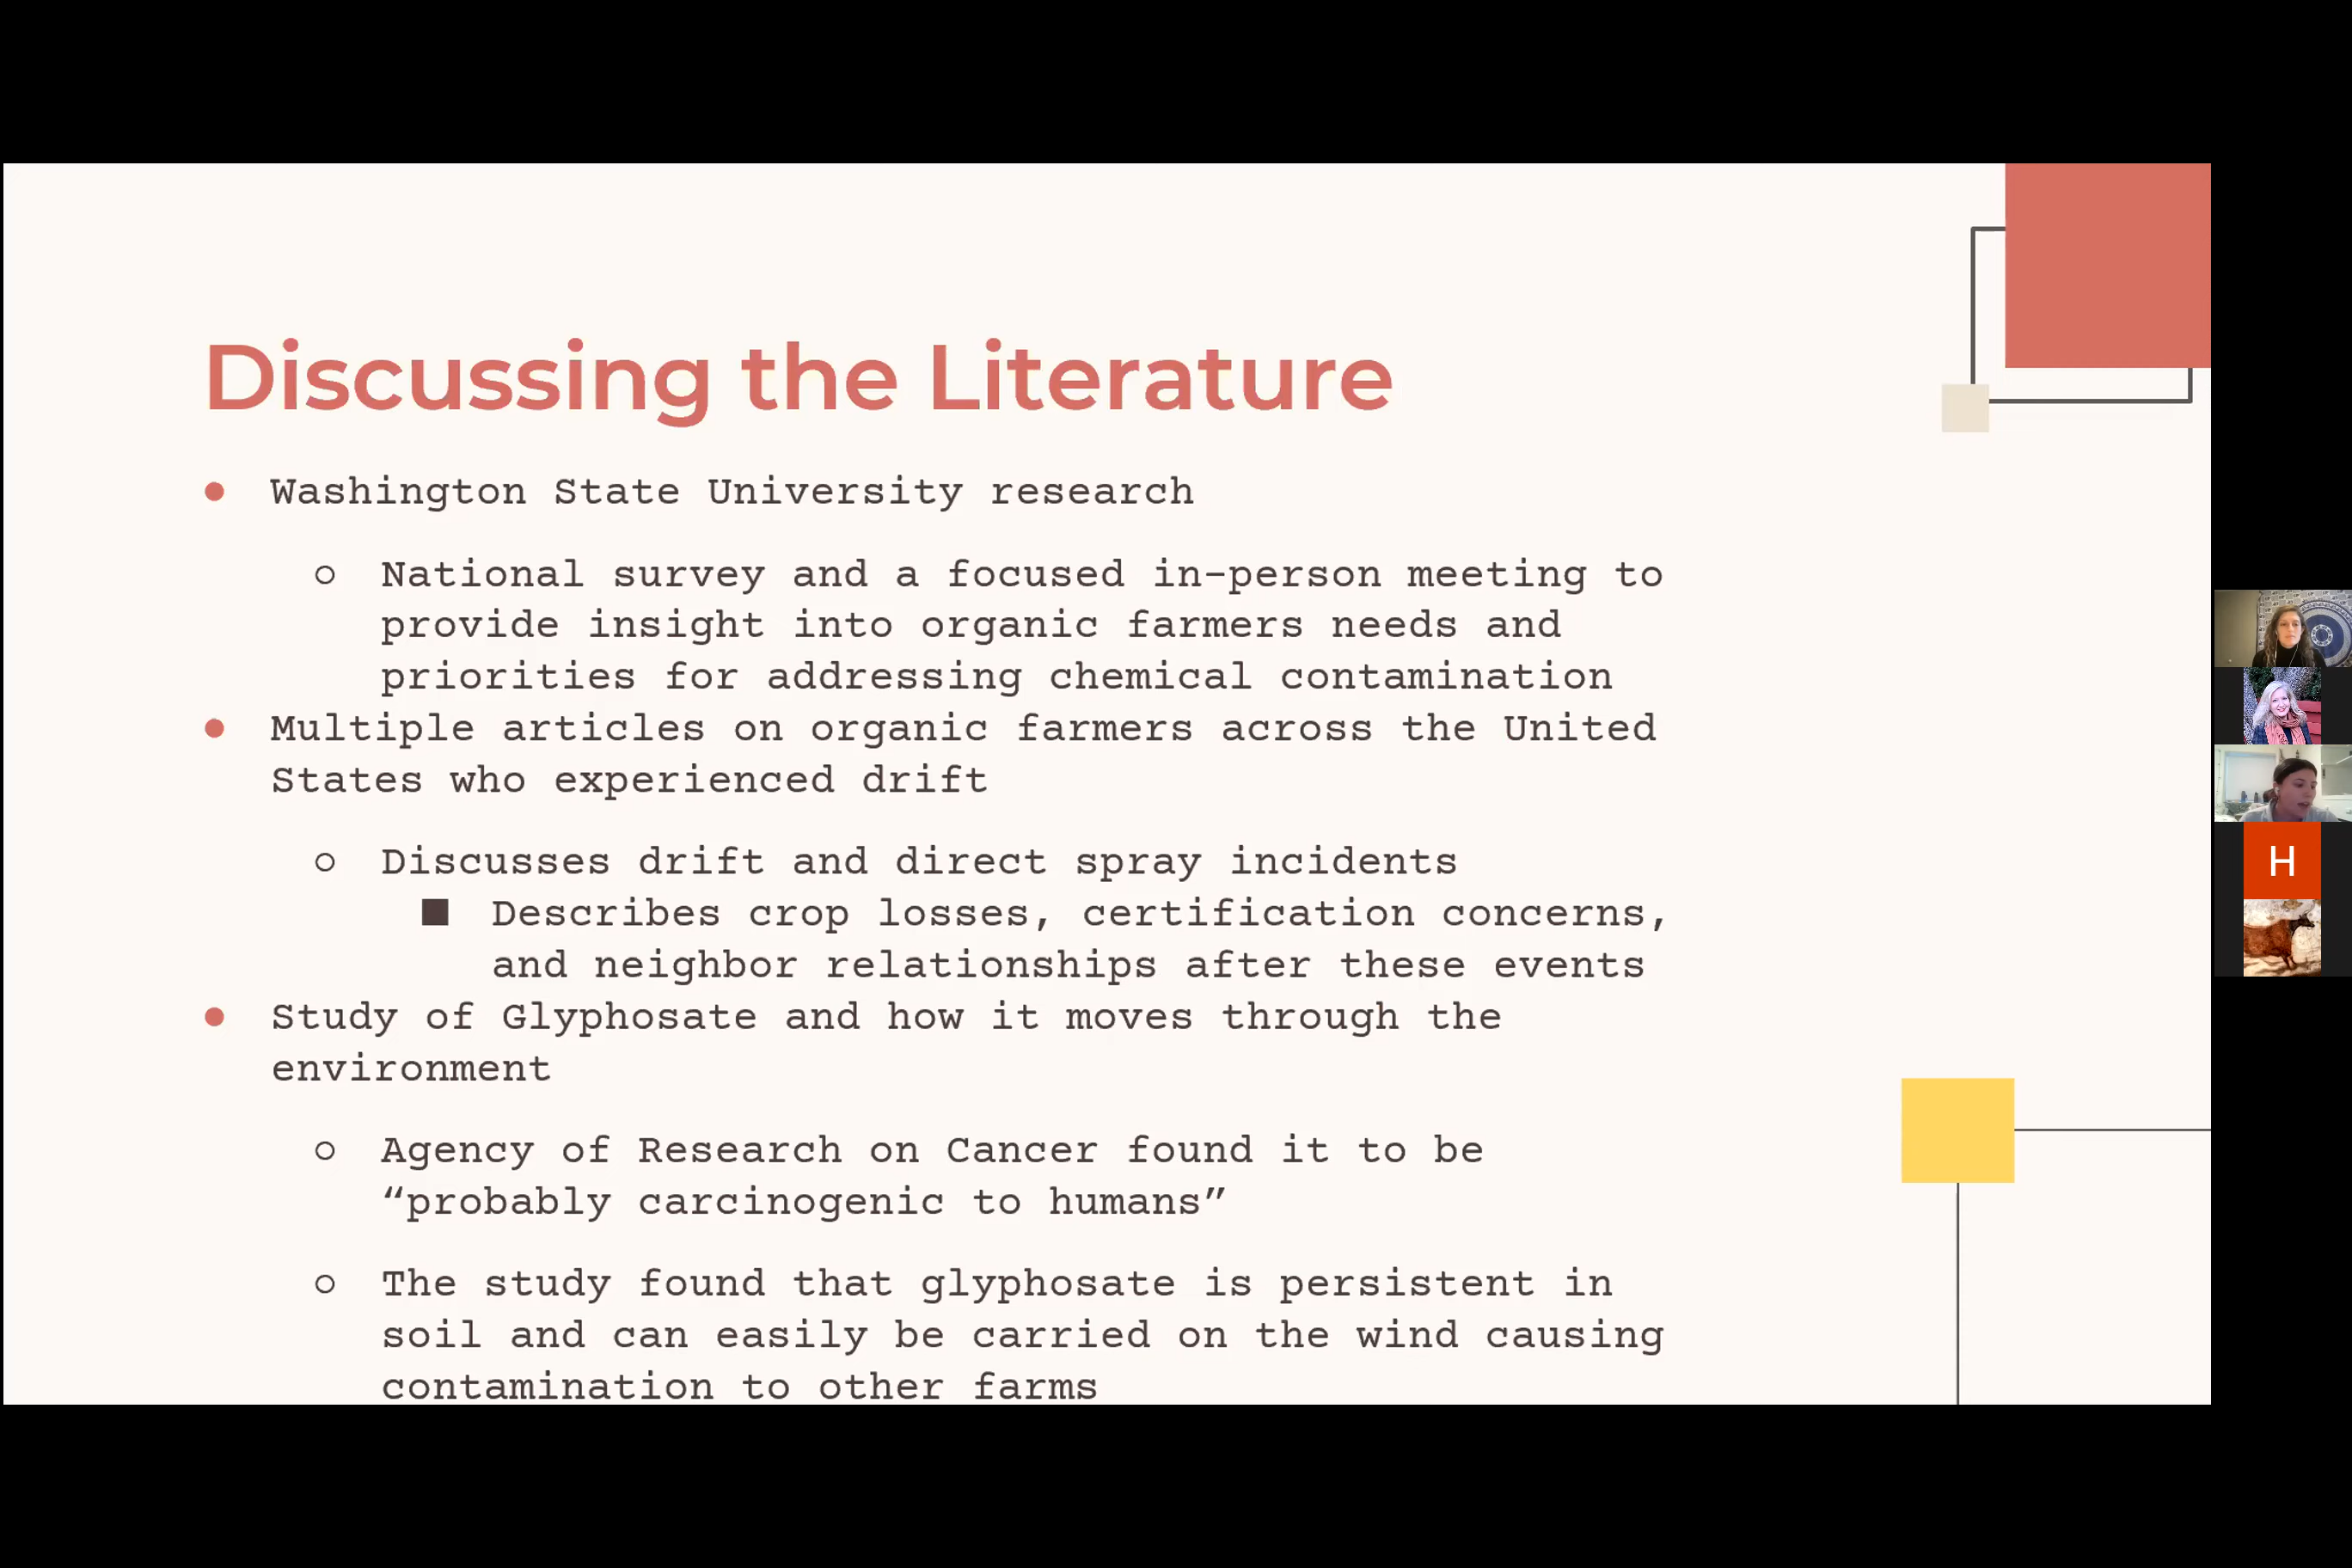 Discussing the Literature
● Washington State University research
○ National survey and a focused in-person meeting to
provide insight into organic farmers needs and
priorities for addressing chemical contamination
● Multiple articles on organic farmers across the United
States who experienced drift
○ Discusses drift and direct spray incidents
■ Describes crop losses, certification concerns,
and neighbor relationships after these events
● Study of Glyphosate and how it moves through the
environment
○ Agency of Research on Cancer found it to be
“probably carcinogenic to humans”
○ The study found that glyphosate is persistent in
soil and can easily be carried on the wind causing
contamination to other farms
H